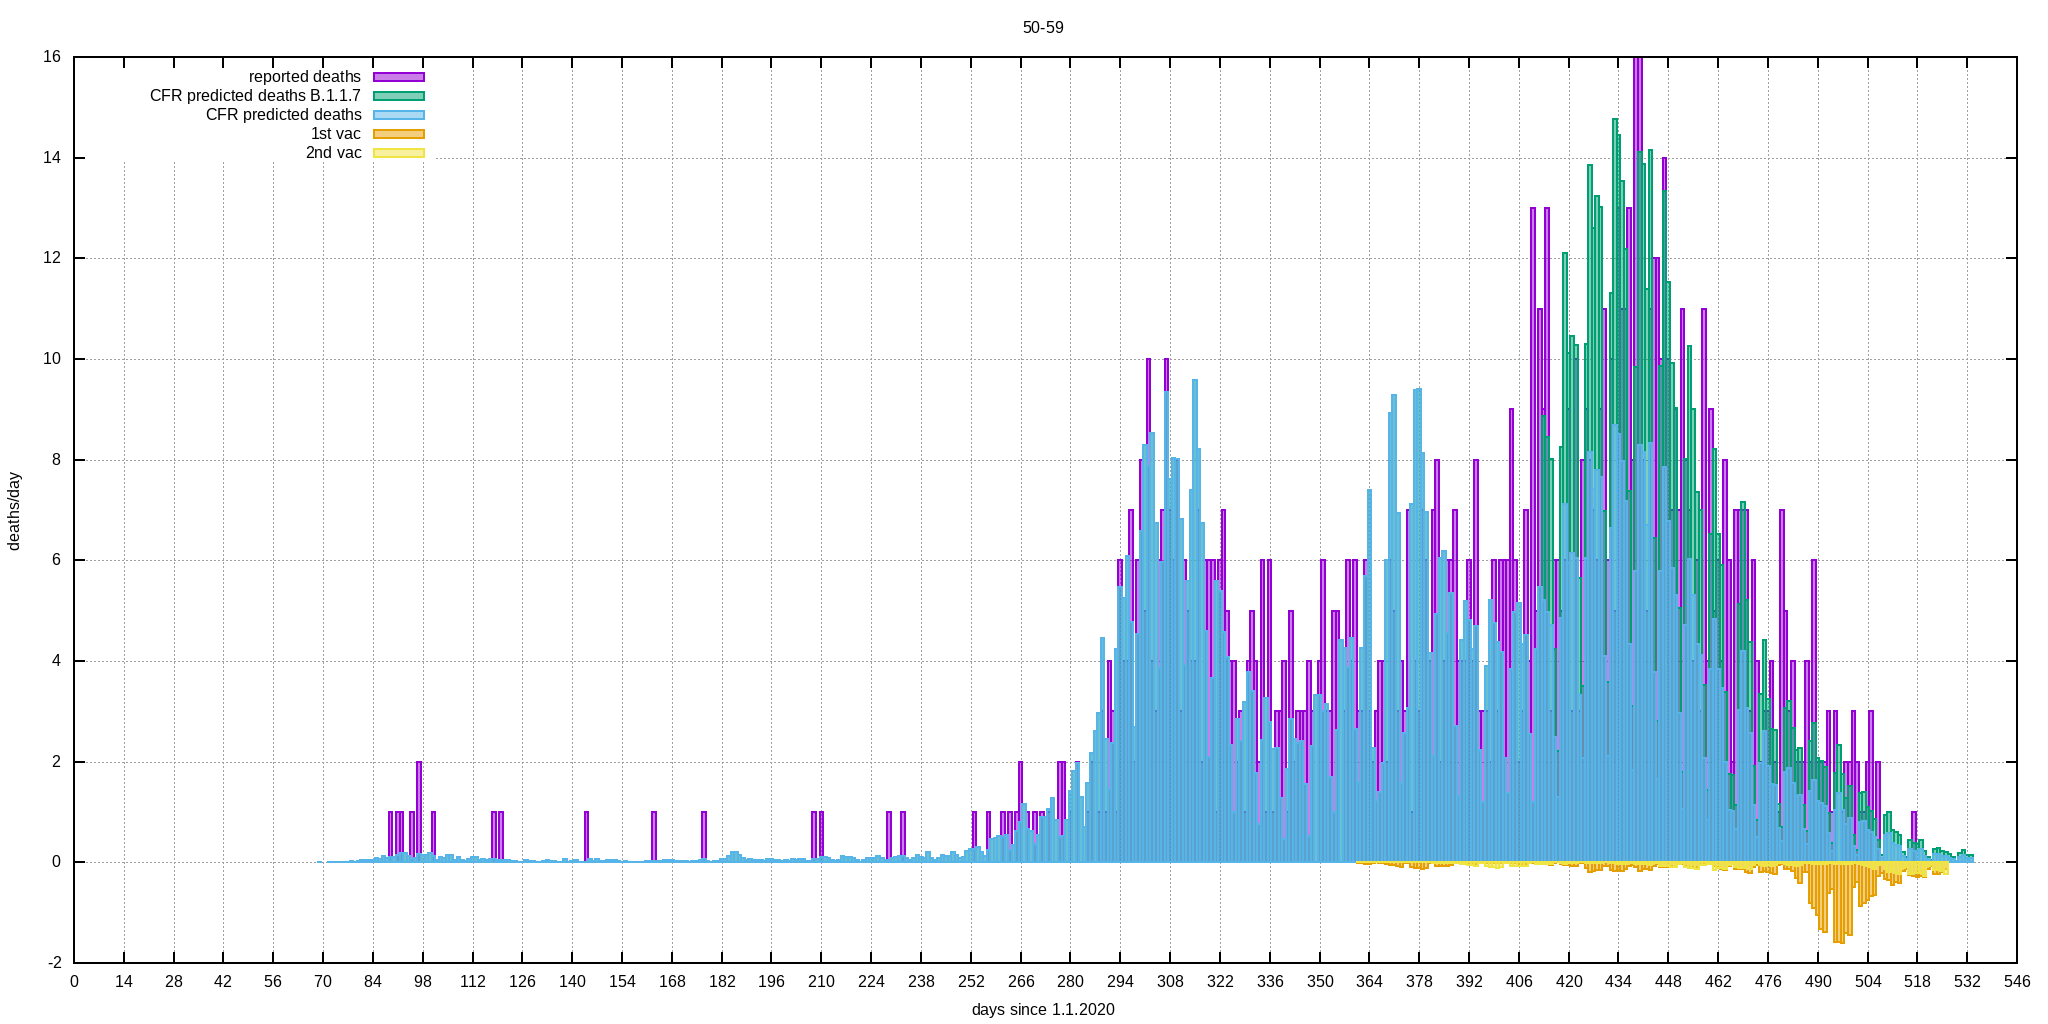 50-59
reported deaths
CFR predicted deaths B.1.1.7
CFR predicted deaths
1st vac
2nd vac
deaths/day
16
14
12
10
8
6
4
2
0
-2
0 14 28 42 56 70 84 98 112 126 140 154 168 182 196 210 224 238 252 266 280 294 308 322 336 350 364 378 392 406 420 434 448 462 476 490 504 518 532 546
days since 1.1.2020